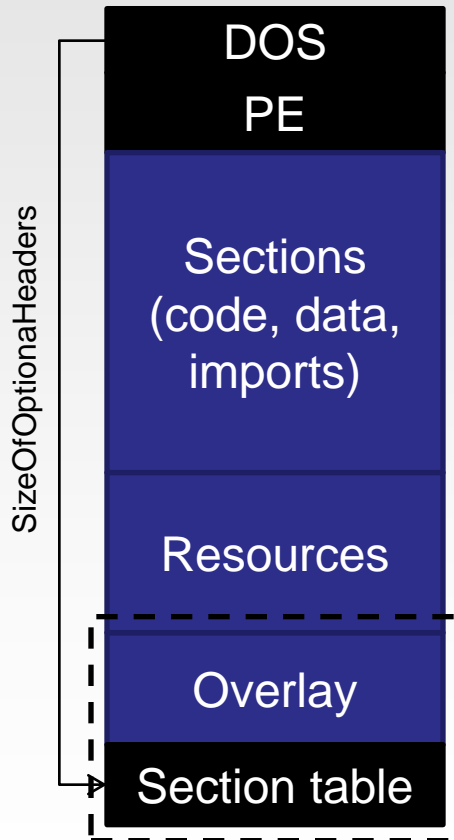 DOS
PE
SizeOfOptionaHeaders
Sections
(code, data,
imports)
Resources
Overlay
Section table